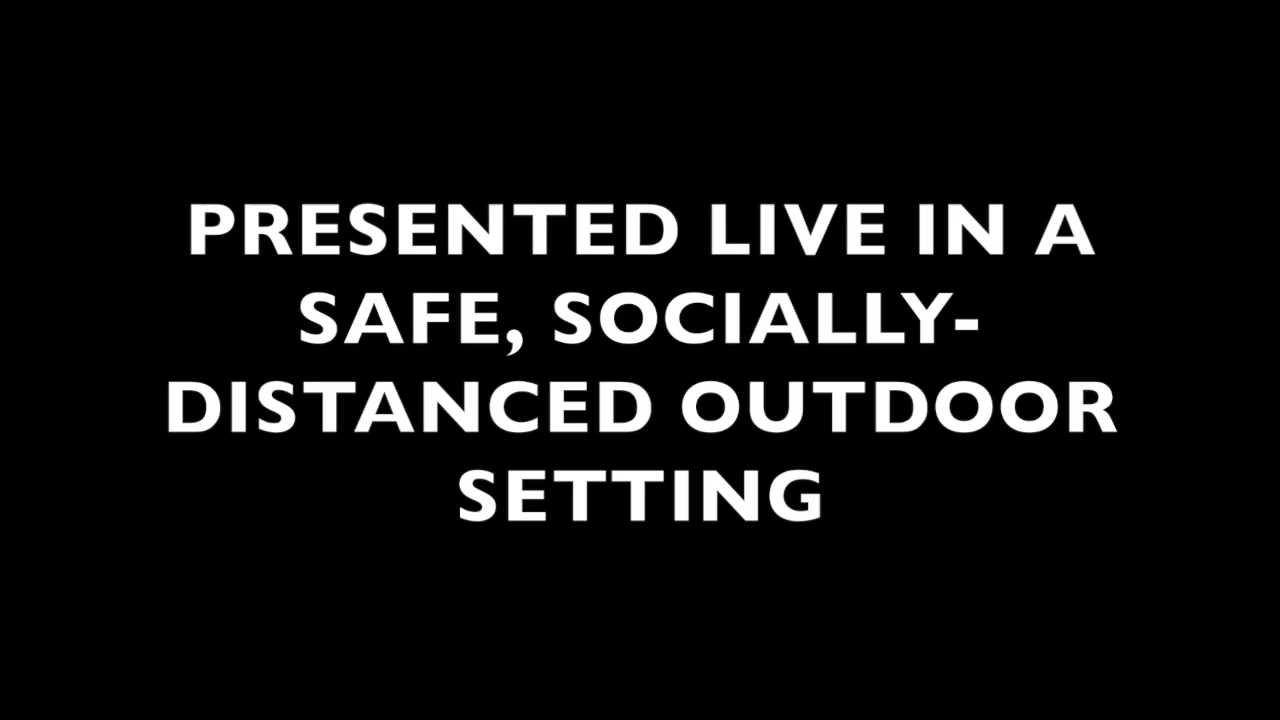 PRESENTED LIVE IN A
SAFE, SOCIALLY-
DISTANCED OUTDOOR
SETTING